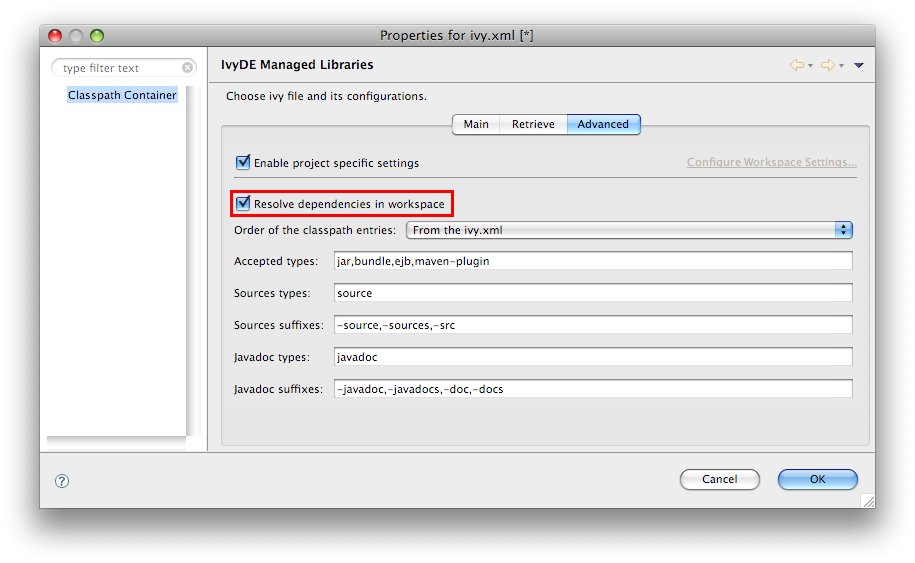 Properties for ivy.xml [*]
type filter text
Classpath Container
IvyDE Managed Libraries
Choose ivy file and its configurations.
Main Retrieve Advanced
Enable project specific settings Configure Workspace Settings...
Resolve dependencies in workspace
Order of the classpath entries: From the ivy.xml
Accepted types: jar,bundle,ejb,maven-plugin
Sources types: source
Sources suffixes: -source,-sources,-src
Javadoc types: javadoc
Javadoc suffixes: -javadoc,-javadocs,-doc,-docs
? Cancel OK